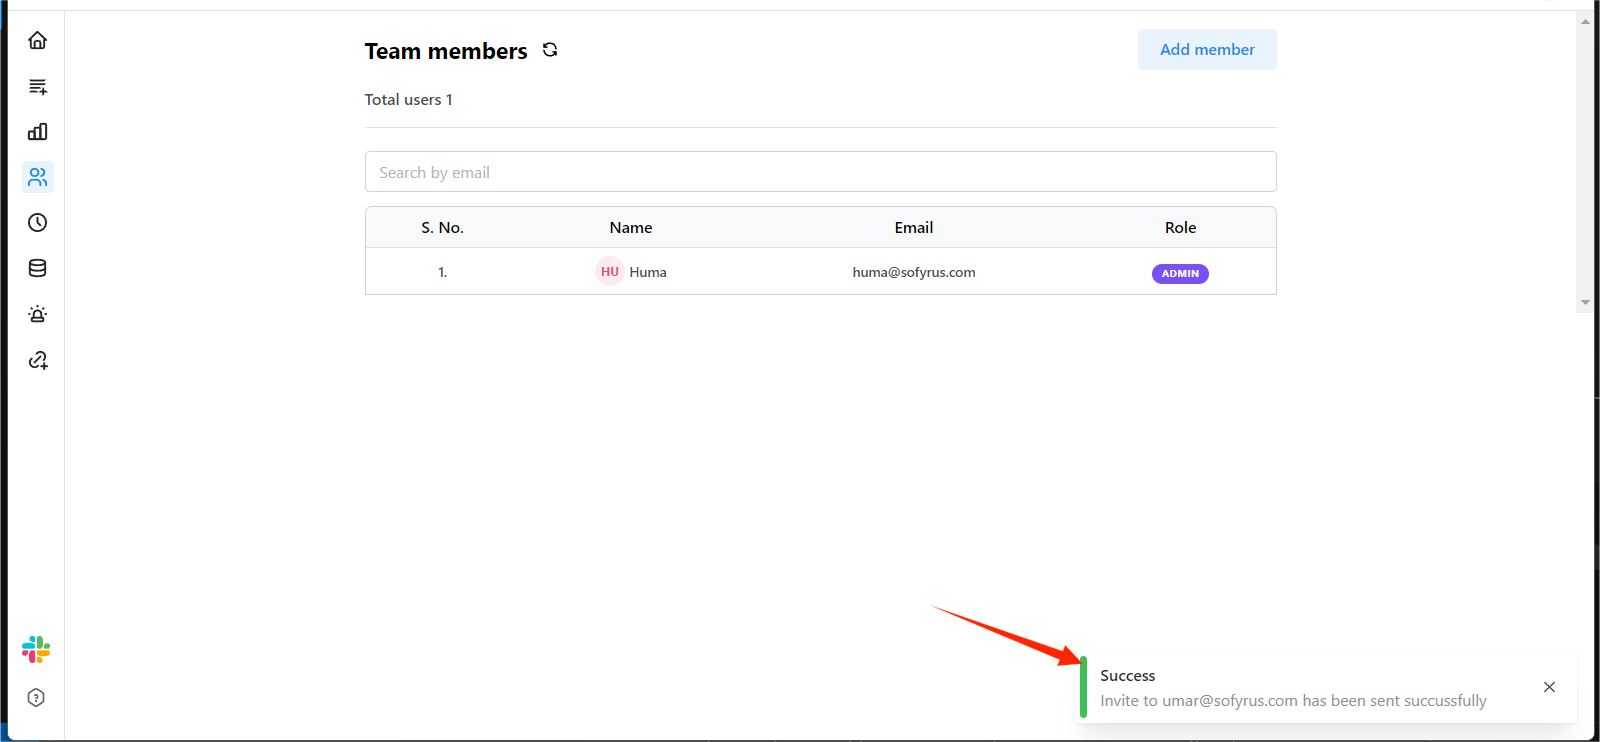 Team members
Add member
Total users 1
Search by email
S. No. Name Email Role
1. HU Huma huma@sofyrus.com ADMIN
Success
Invite to umar@sofyrus.com has been sent succussfully